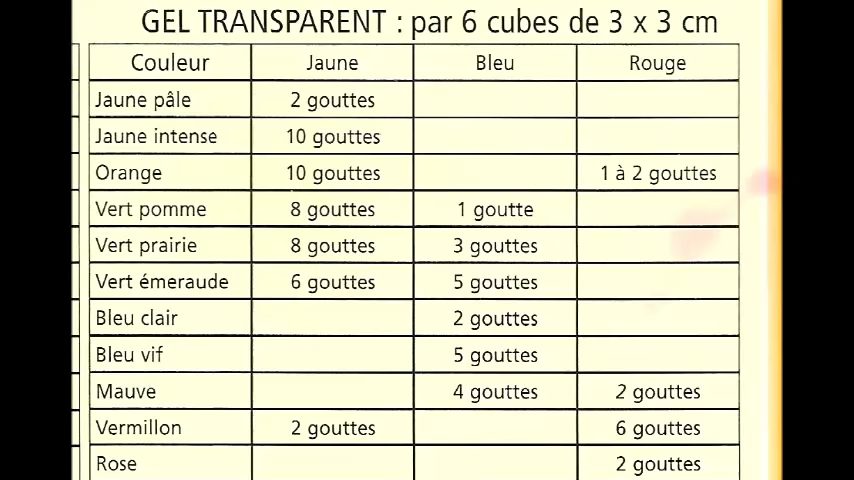 GEL TRANSPARENT : par 6 cubes de 3 x 3 cm
Couleur Jaune Bleu Rouge
Jaune pâle 2 gouttes
Jaune intense 10 gouttes
Orange 10 gouttes 1 à 2 gouttes
Vert pomme 8 gouttes 1 goutte
Vert prairie 8 gouttes 3 gouttes
Vert émeraude 6 gouttes 5 gouttes
Bleu clair 2 gouttes
Bleu vif 5 gouttes
Mauve 4 gouttes 2 gouttes
Vermillon 2 gouttes 6 gouttes
Rose 2 gouttes